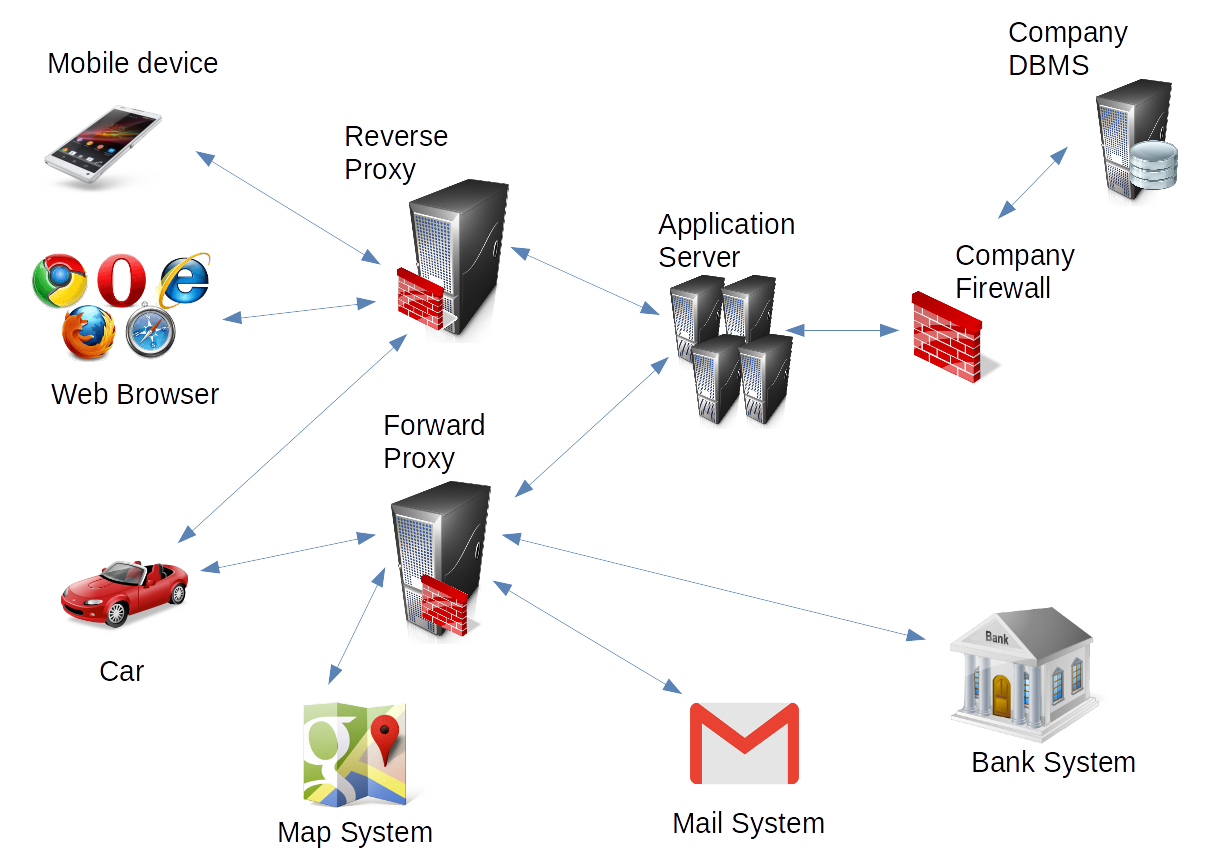 Company
DBMS
Mobile device
Reverse
Proxy
Application
Server
Company
Firewall
Web Browser
Forward
Proxy
Car
Bank
Bank System
Map System
Mail System